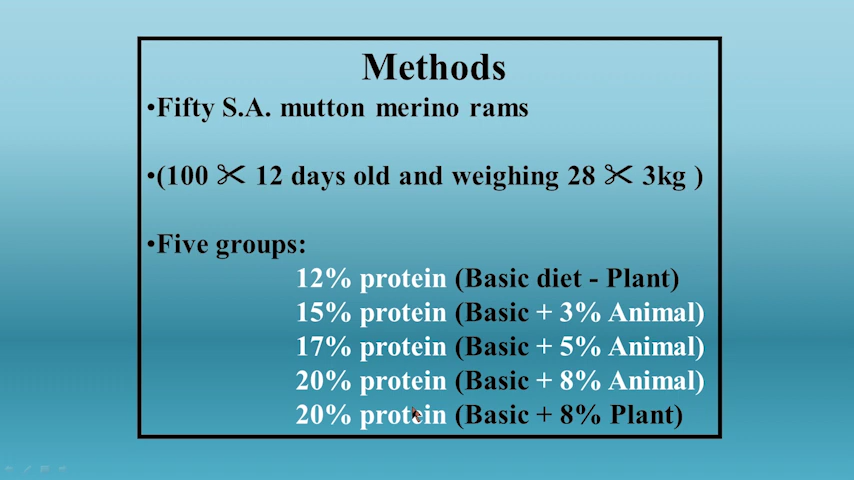 Methods
•Fifty S.A. mutton merino rams
•(100 ✂ 12 days old and weighing 28 ✂ 3kg )
•Five groups:
12% protein (Basic diet - Plant)
15% protein (Basic + 3% Animal)
17% protein (Basic + 5% Animal)
20% protein (Basic + 8% Animal)
20% protein (Basic + 8% Plant)